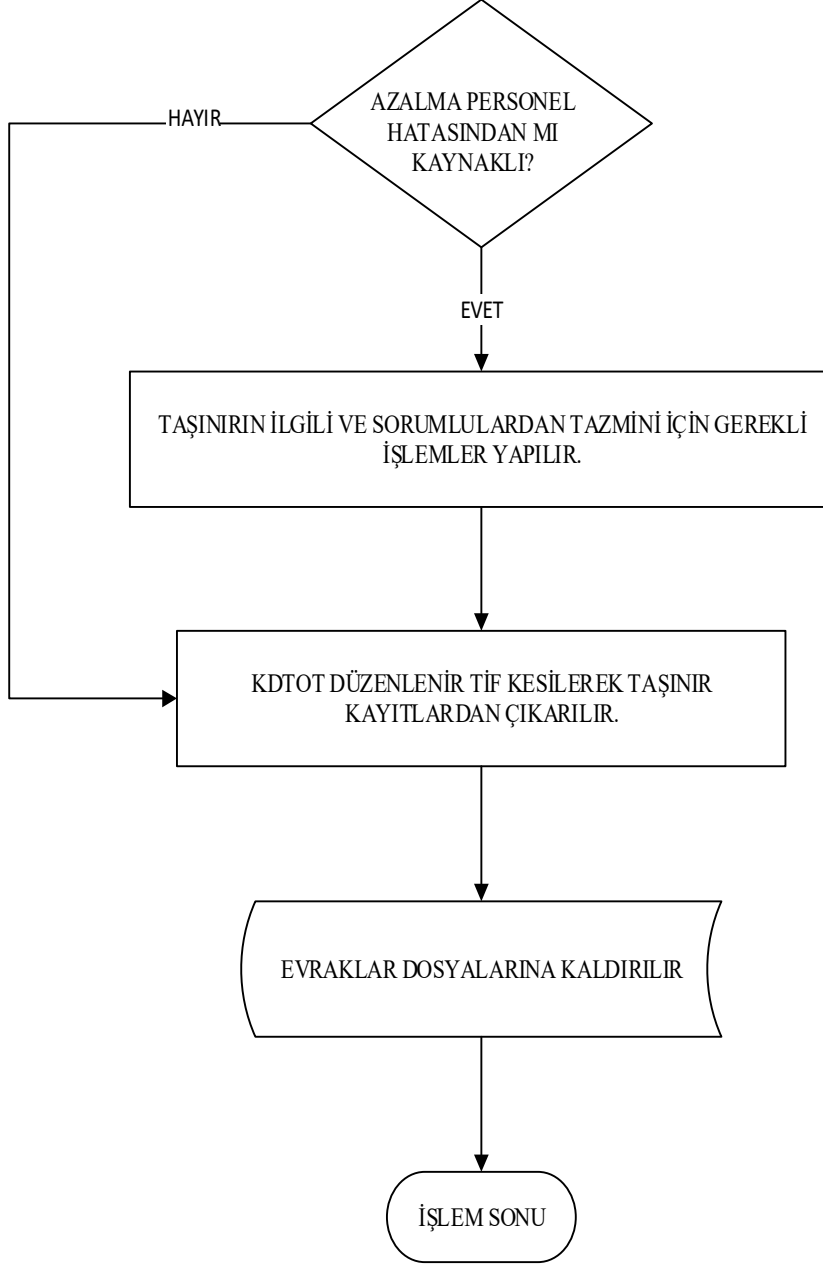 AZALMA PERSONEL
HATASINDAN MI
KAYNAKLI?
HAYIR
EVET
TAŞINIRIN İLGİLİ VE SORUMLULARDAN TAZMİNİ İÇİN GEREKLİ
İŞLEMLER YAPILIR.
KDTOT DÜZENLENİR TİF KESİLEREK TAŞINIR
KAYITLARDAN ÇIKARILIR.
EVRAKLAR DOSYALARINA KALDIRILIR
İŞLEM SONU